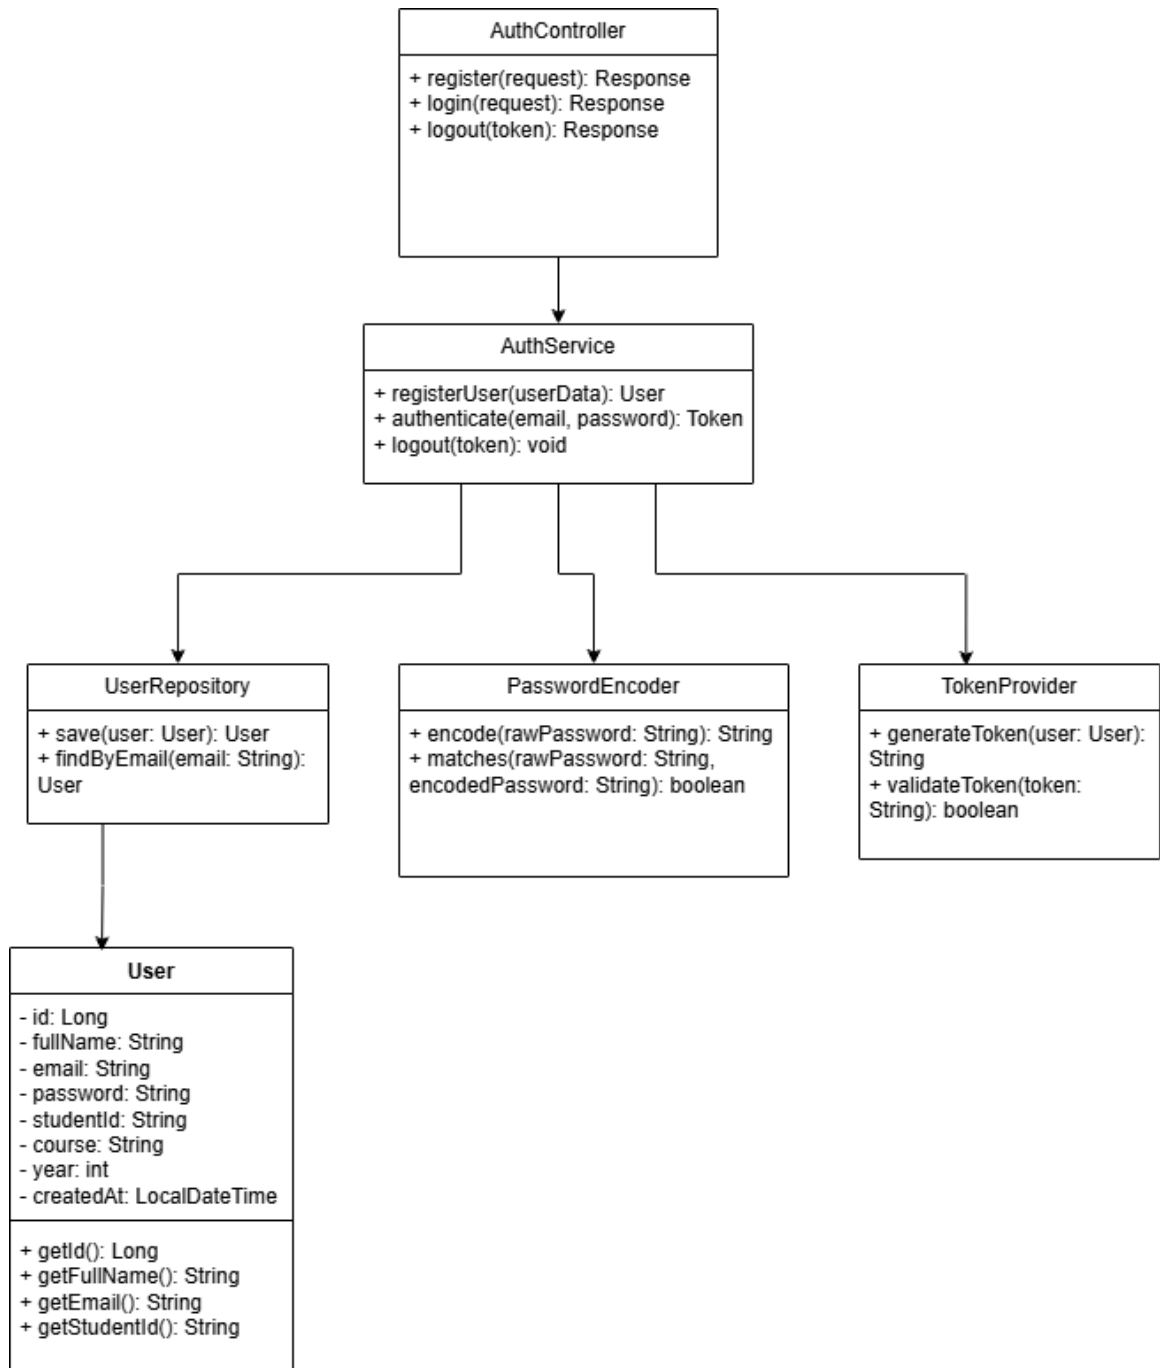 AuthController
+ register(request): Response
+ login(request): Response
+ logout(token): Response
AuthService
+ registerUser(userData): User
+ authenticate(email, password): Token
+ logout(token): void
UserRepository
+ save(user: User): User
+ findByEmail(email: String):
User
PasswordEncoder
+ encode(rawPassword: String): String
+ matches(rawPassword: String,
encodedPassword: String): boolean
TokenProvider
+ generateToken(user: User):
String
+ validateToken(token:
String): boolean
User
- id: Long
- fullName: String
- email: String
- password: String
- studentId: String
- course: String
- year: int
- createdAt: LocalDateTime
+ getId(): Long
+ getFullName(): String
+ getEmail(): String
+ getStudentId(): String